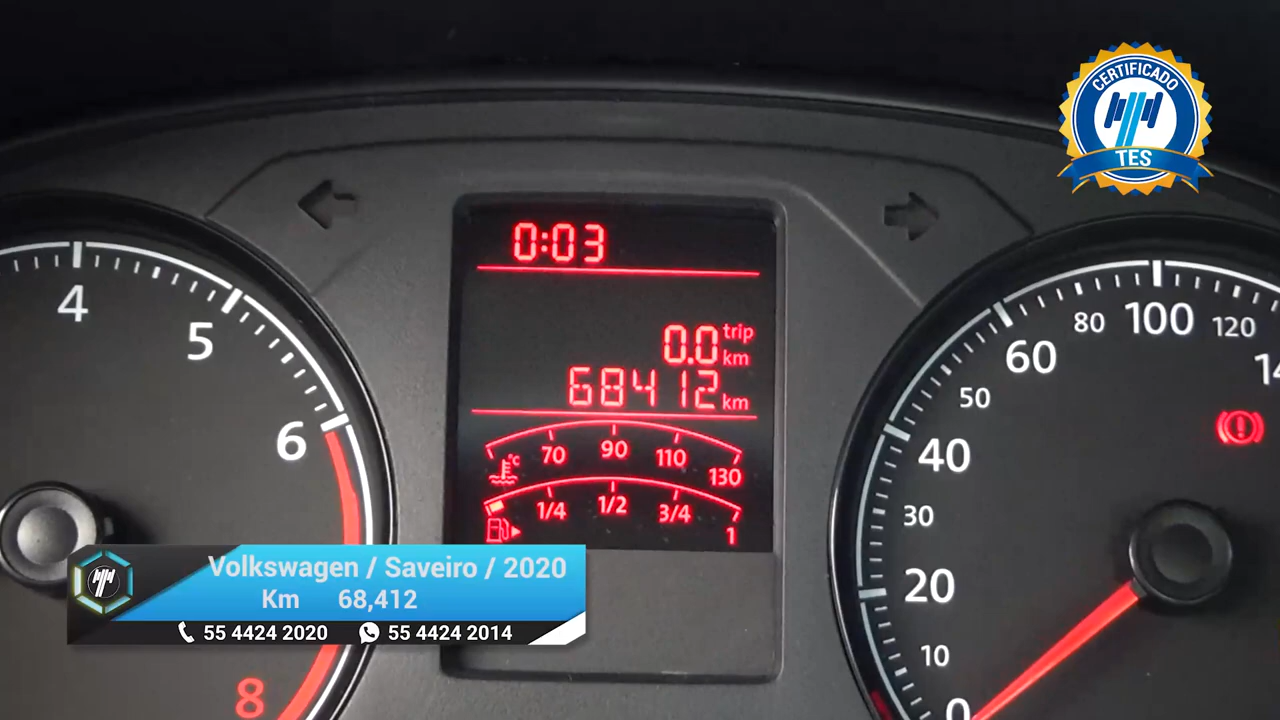 CERTIFICADO
TES
0:03
0.0 trip km
68412 km
70 90 110 130
°C
1/4 1/2 3/4 1
4
5
6
8
0
10
20
30
40
50
60
80
100
120
14
Volkswagen / Saveiro / 2020
Km 68,412
55 4424 2020 55 4424 2014